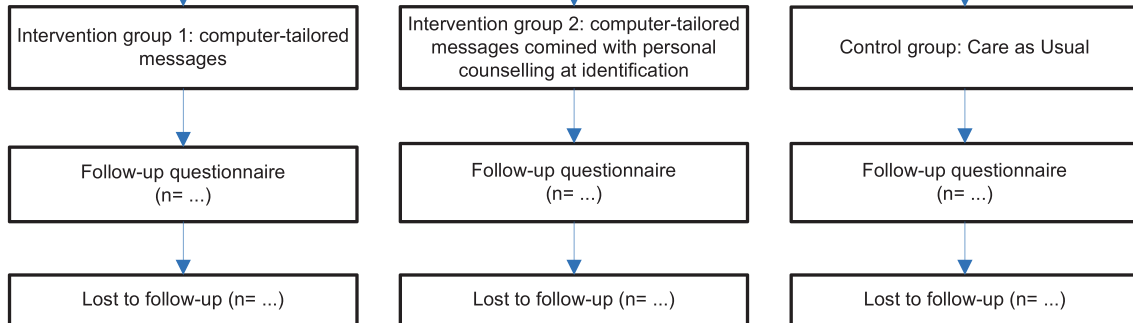 Intervention group 1: computer-tailored
messages
Intervention group 2: computer-tailored
messages comined with personal
counselling at identification
Control group: Care as Usual
Follow-up questionnaire
(n= ...)
Follow-up questionnaire
(n= ...)
Follow-up questionnaire
(n= ...)
Lost to follow-up (n= ...)
Lost to follow-up (n= ...)
Lost to follow-up (n= ...)